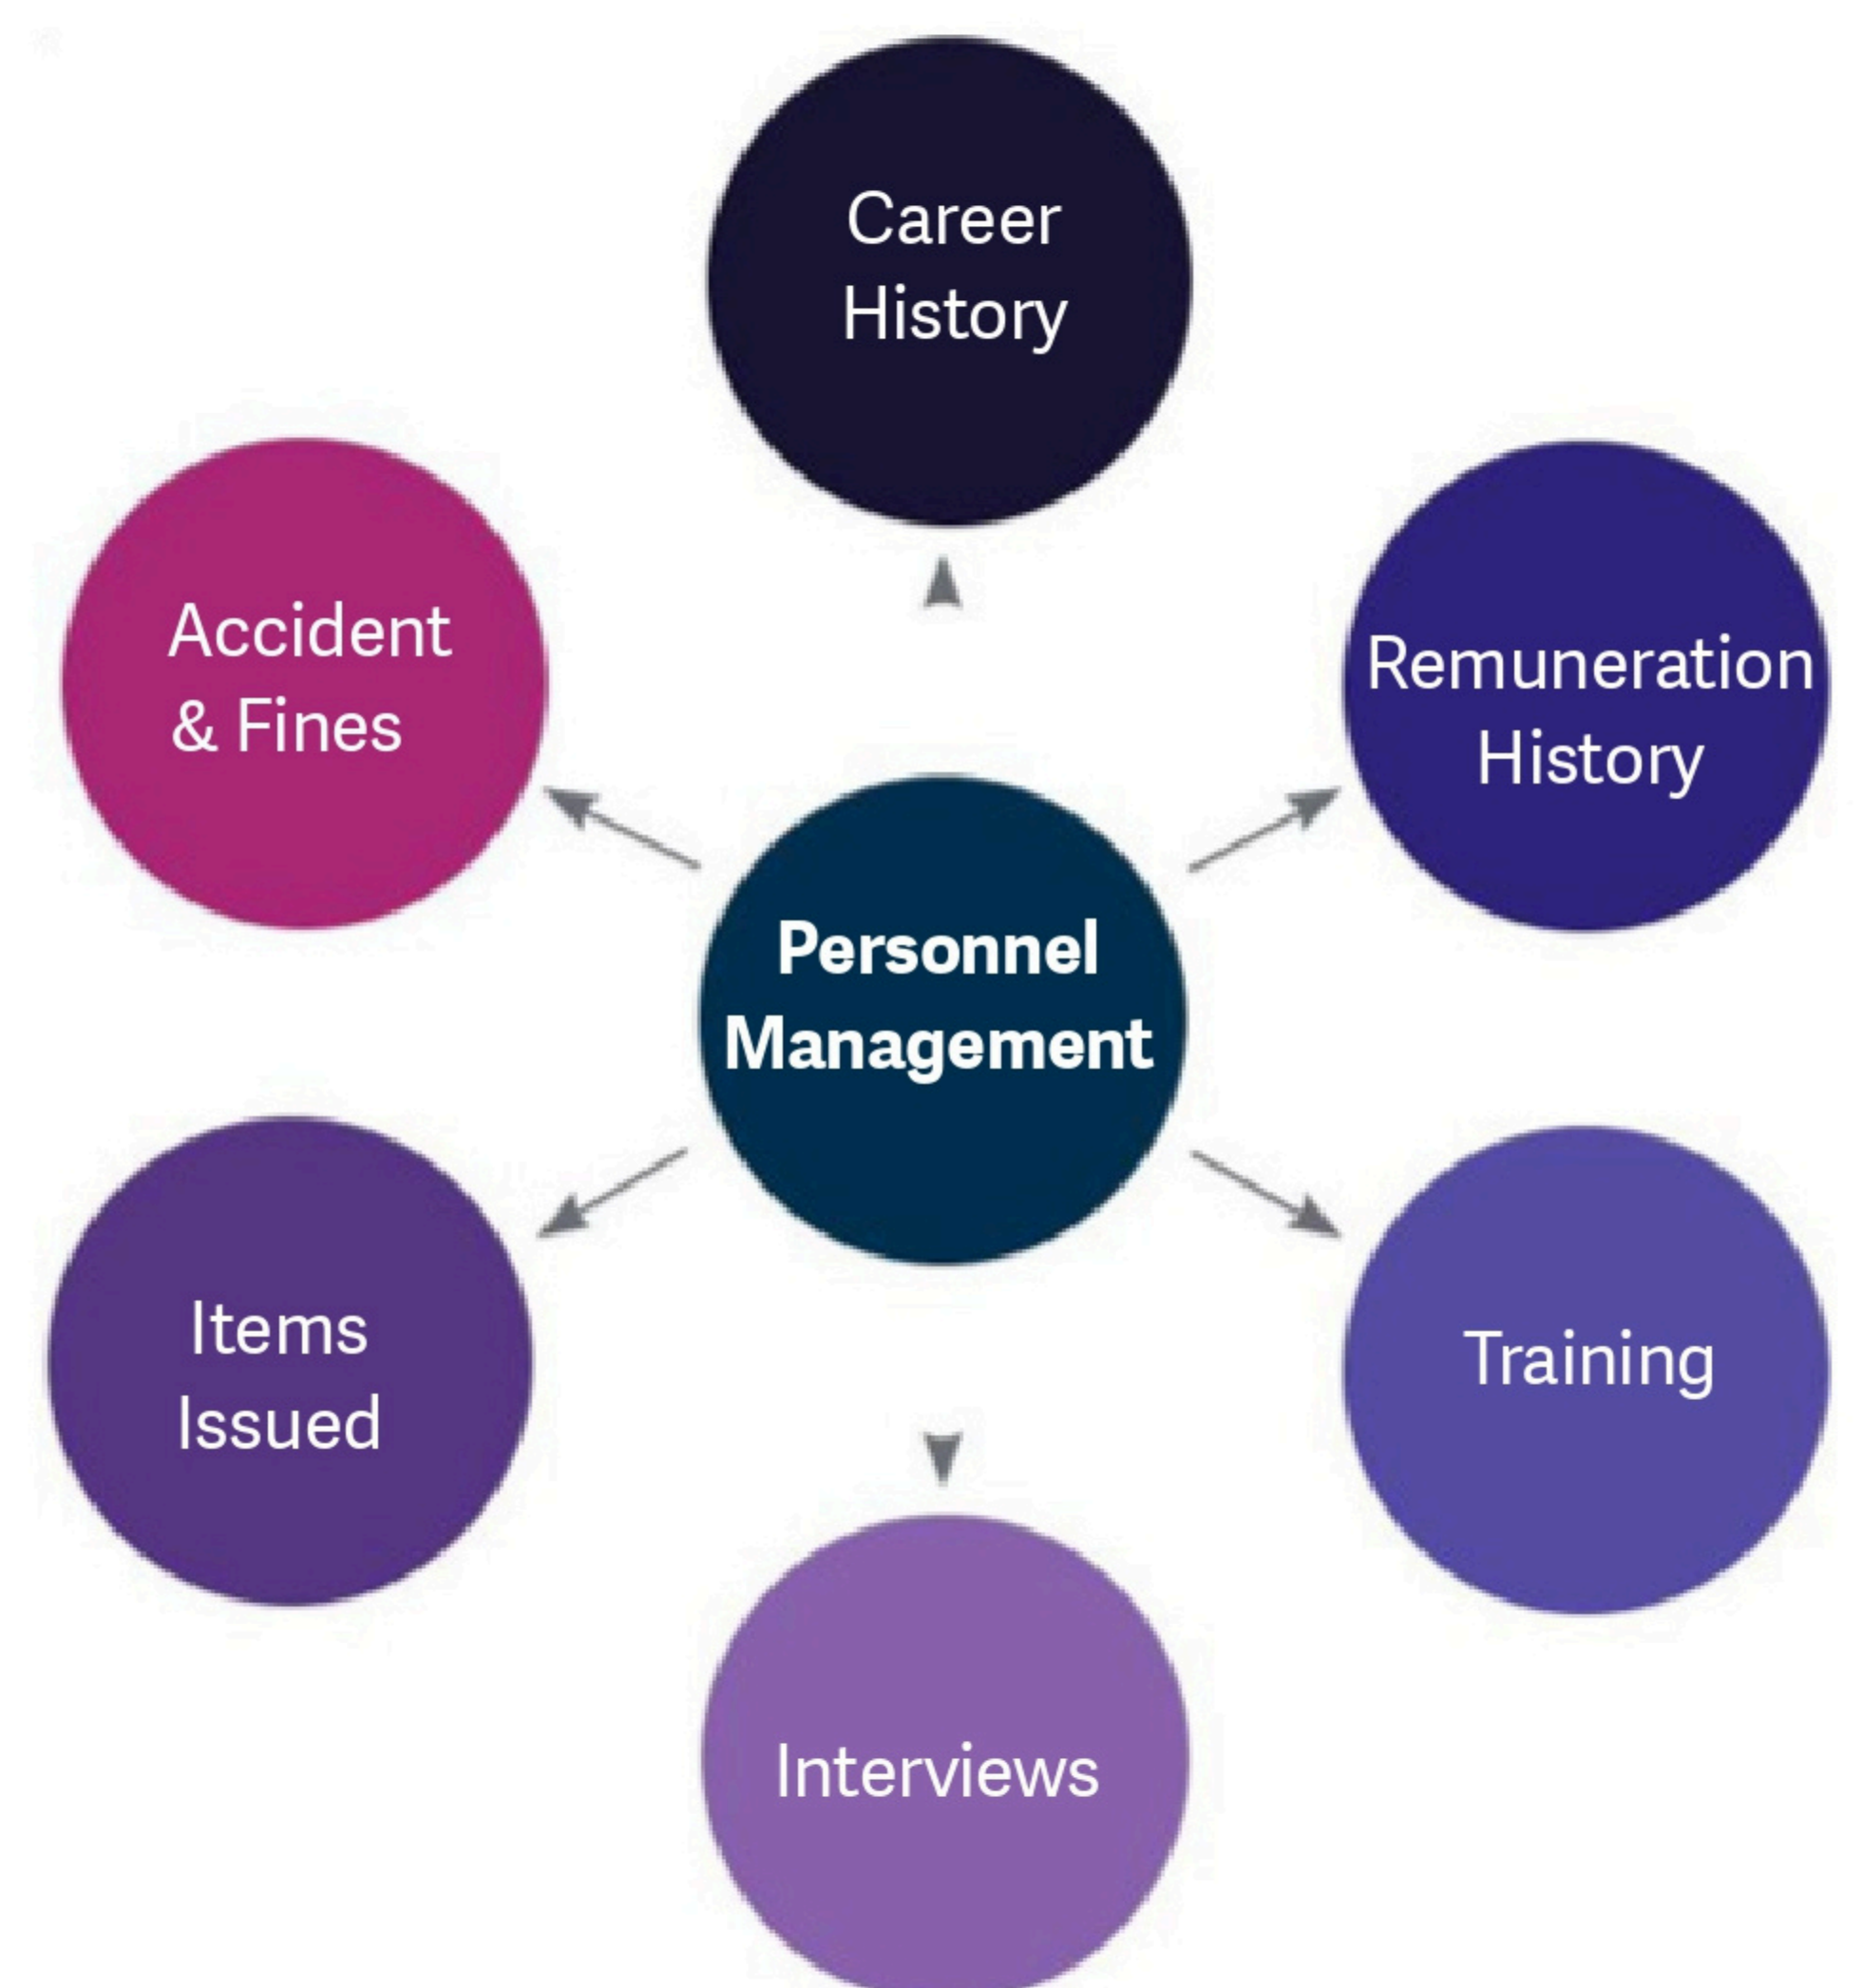 Career
History
Accident
& Fines
Remuneration
History
Personnel
Management
Items
Issued
Training
Interviews